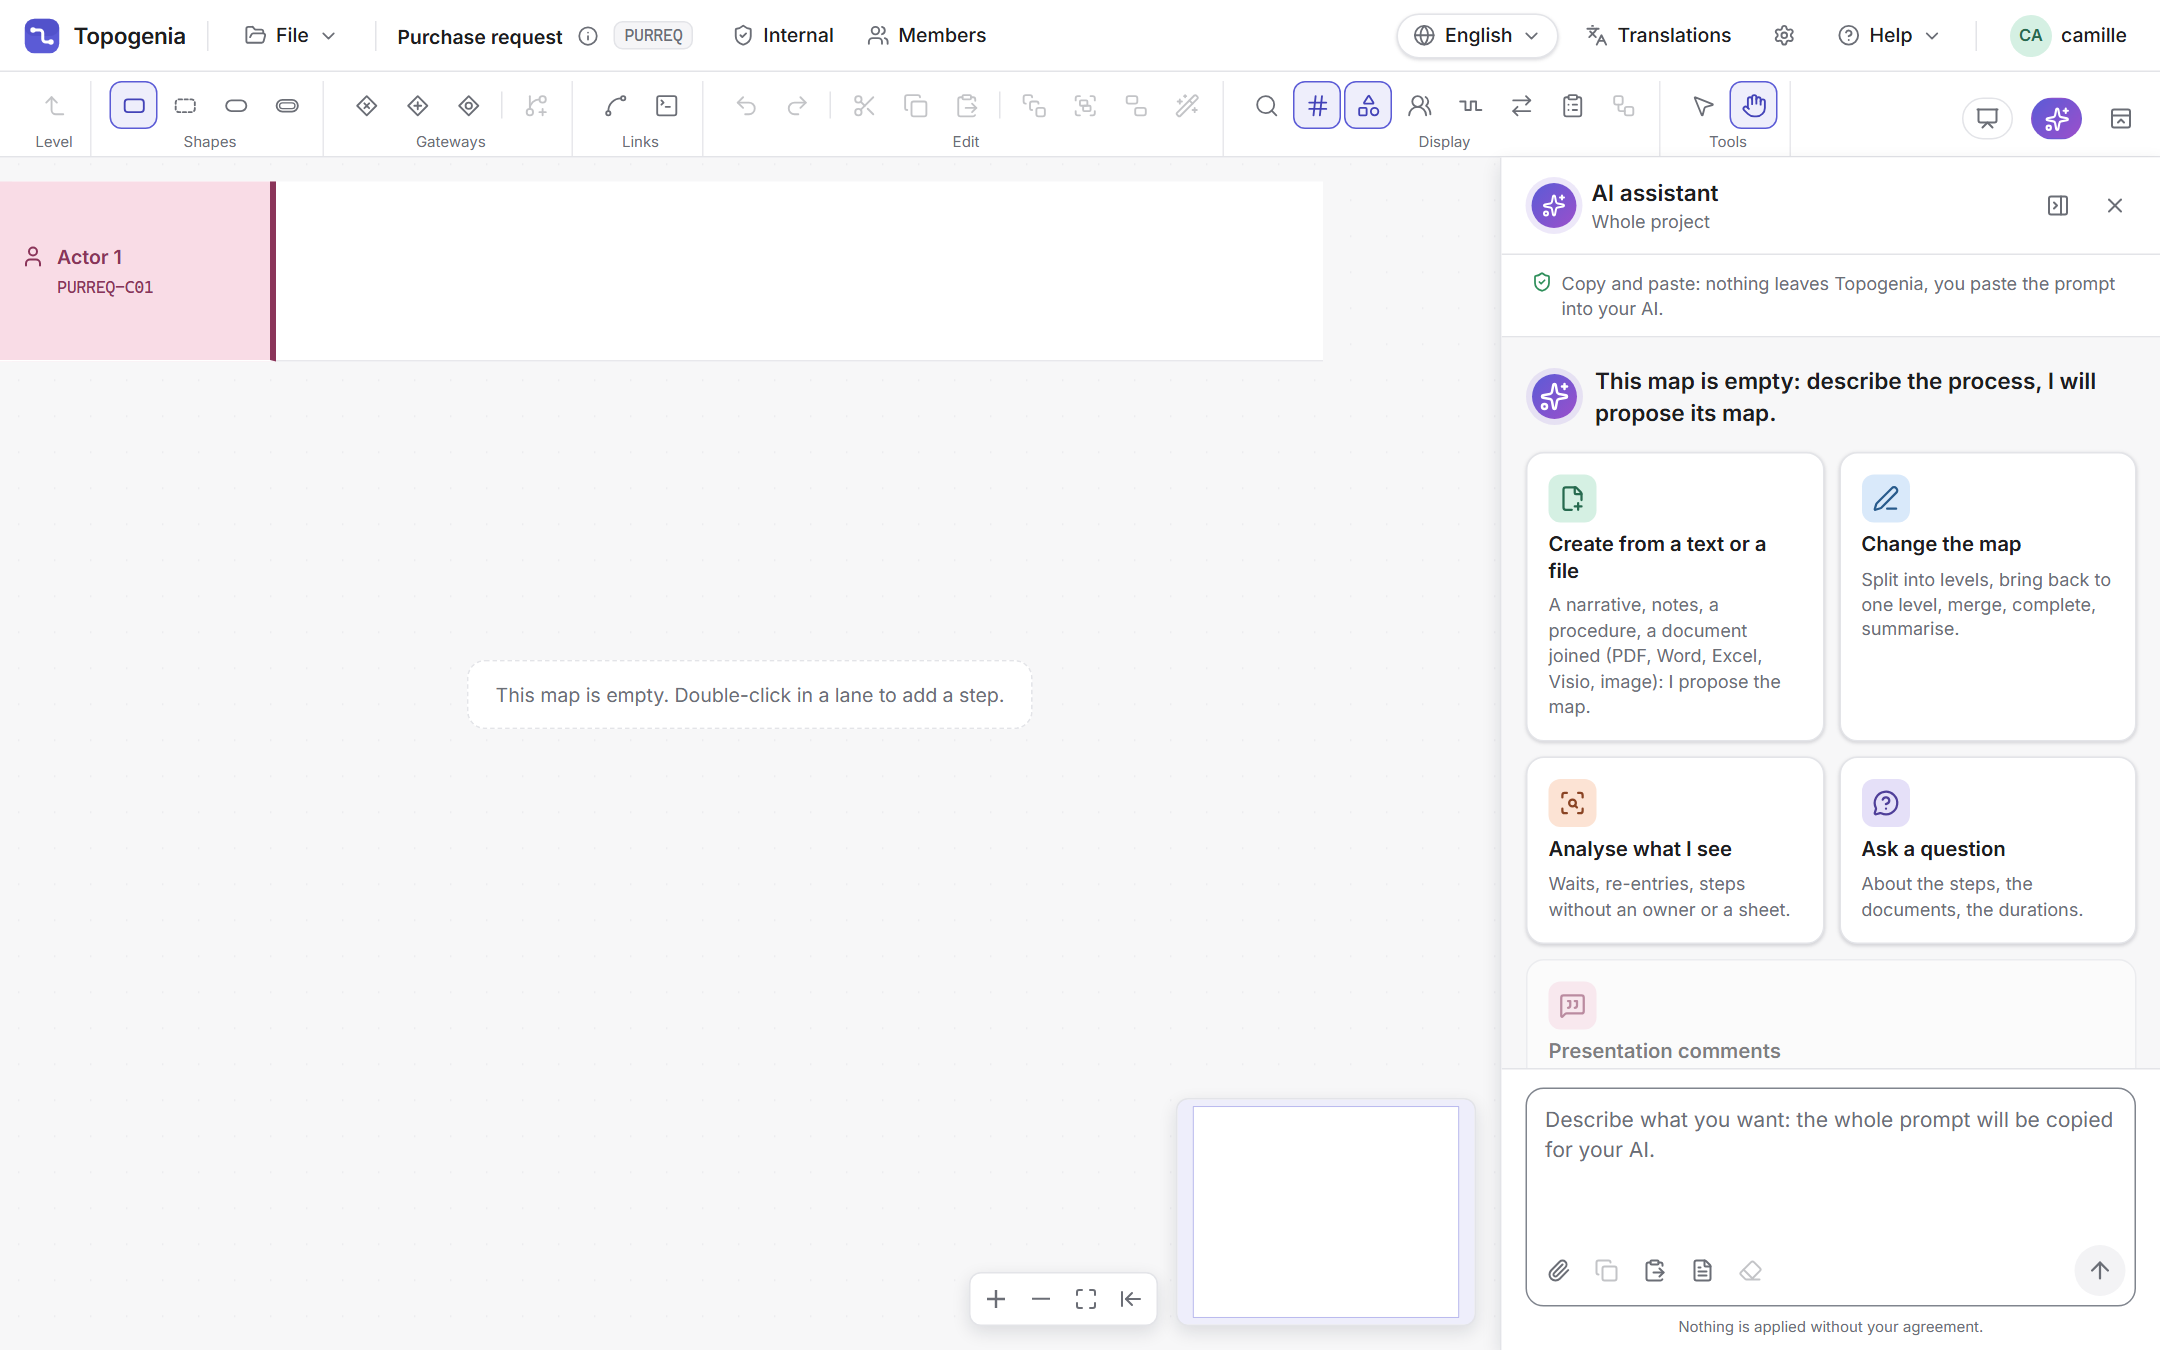 Topogenia
File
Purchase request
PURREQ
Internal
Members
English
Translations
Help
CA
camille
Level
Shapes
Gateways
Links
Edit
Display
Tools
Actor 1
PURREQ-C01
This map is empty. Double-click in a lane to add a step.
AI assistant
Whole project
Copy and paste: nothing leaves Topogenia, you paste the prompt
into your AI.
This map is empty: describe the process, I will
propose its map.
Create from a text or a
file
A narrative, notes, a
procedure, a document
joined (PDF, Word, Excel,
Visio, image): I propose the
map.
Change the map
Split into levels, bring back to
one level, merge, complete,
summarise.
Analyse what I see
Waits, re-entries, steps
without an owner or a sheet.
Ask a question
About the steps, the
documents, the durations.
Presentation comments
Describe what you want: the whole prompt will be copied
for your AI.
Nothing is applied without your agreement.